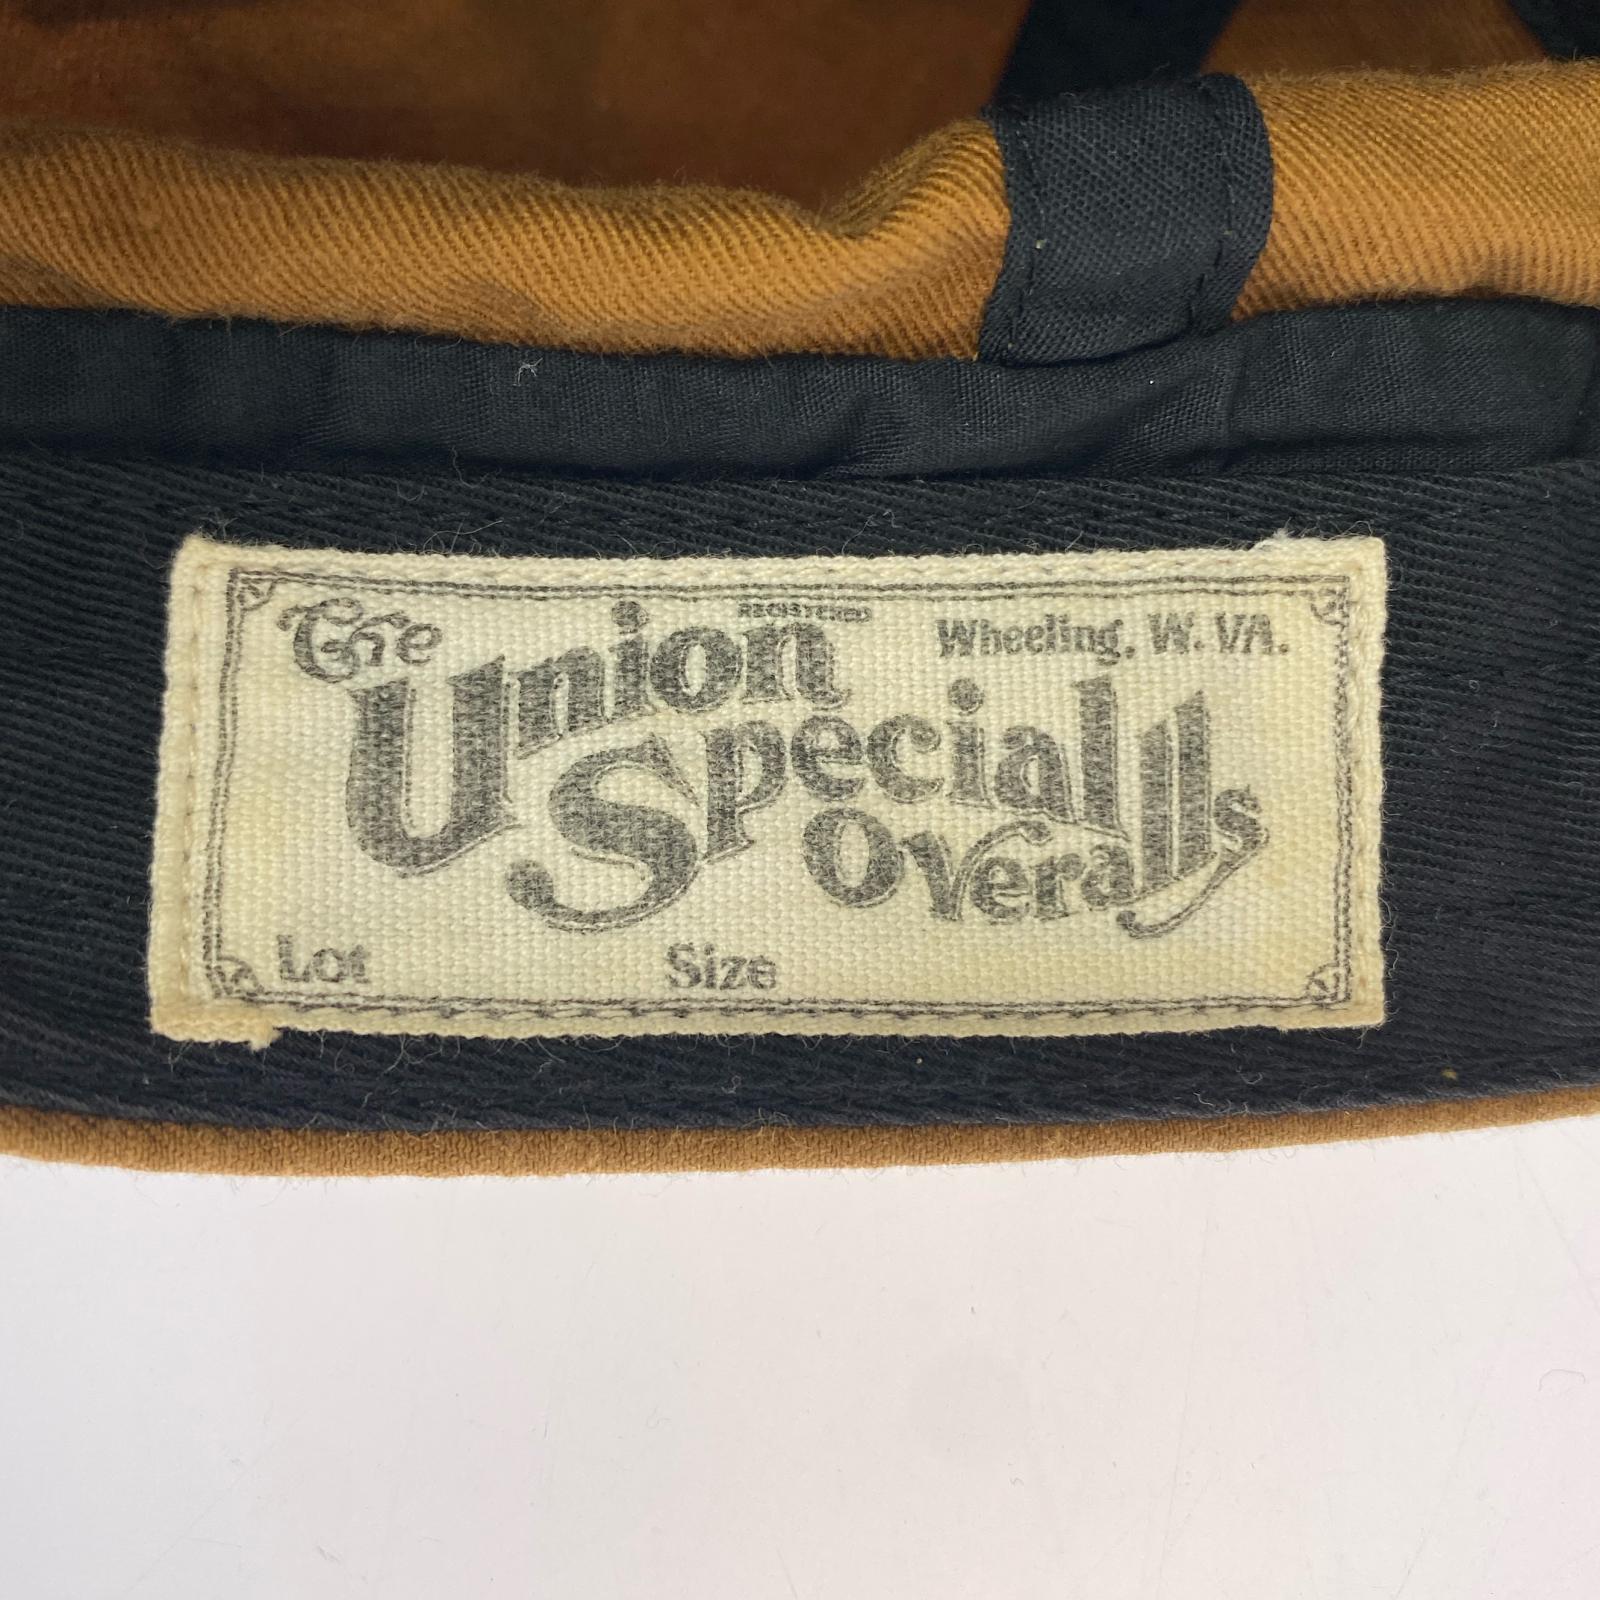 The Union
REGISTERED
Wheeling, W. VA.
Special
Overalls
Lot Size